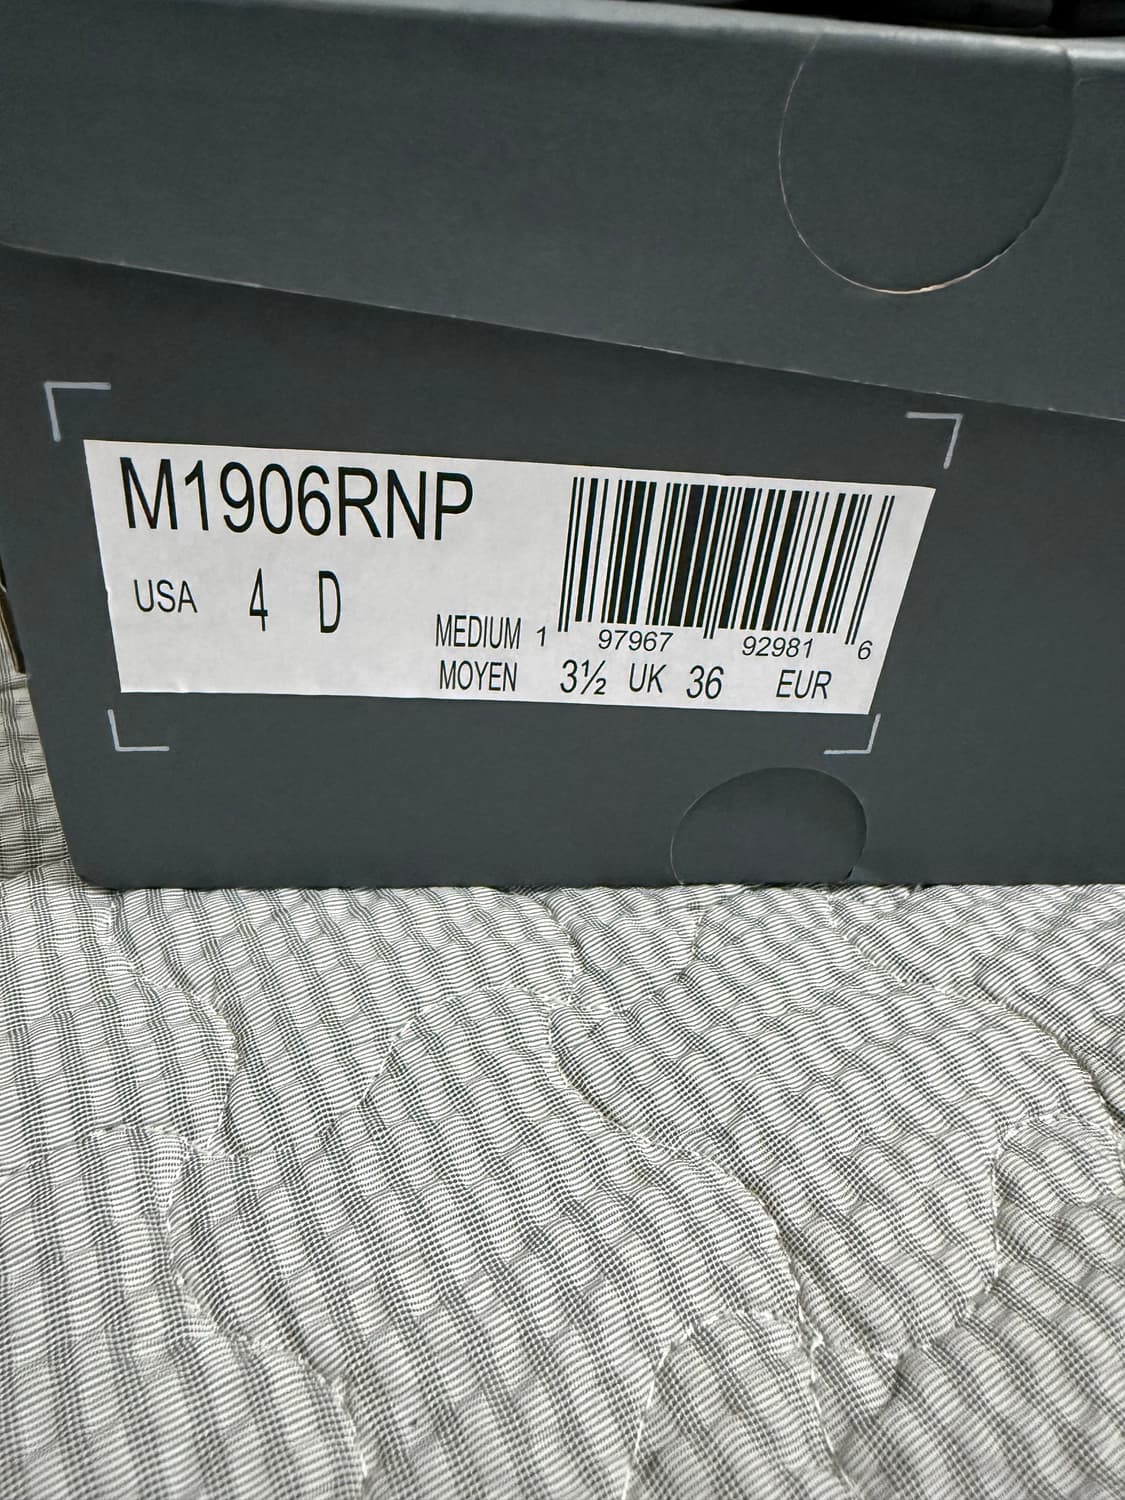 M1906RNP
USA 4 D
MEDIUM 1 97967 92981 6
MOYEN 3½ UK 36 EUR